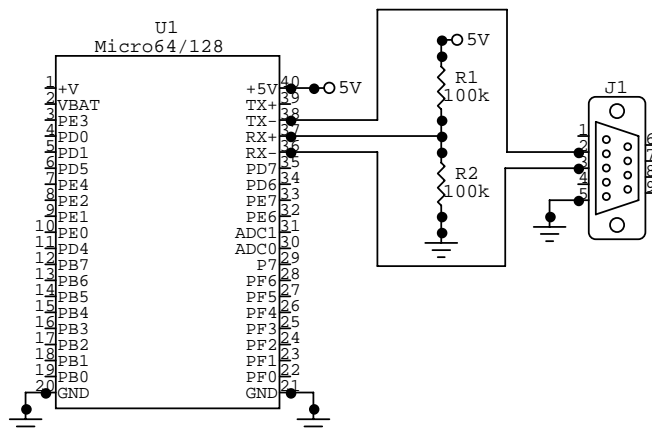 U1
Micro64/128
1 +V
2 VBAT
3 PE3
4 PD0
5 PD1
6 PD5
7 PE4
8 PE2
9 PE1
10 PE0
11 PD4
12 PB7
13 PB6
14 PB5
15 PB4
16 PB3
17 PB2
18 PB1
19 PB0
20 GND
+5V 40
TX+ 39
TX- 38
RX+ 37
RX- 36
PD7 35
PD6 34
PE7 33
PE6 32
ADC1 31
ADC0 30
P7 29
PF6 28
PF5 27
PF4 26
PF3 25
PF2 24
PF1 23
PF0 22
GND 21
5V
5V
R1
100k
R2
100k
J1
1
2
3
4
5
6
7
8
9